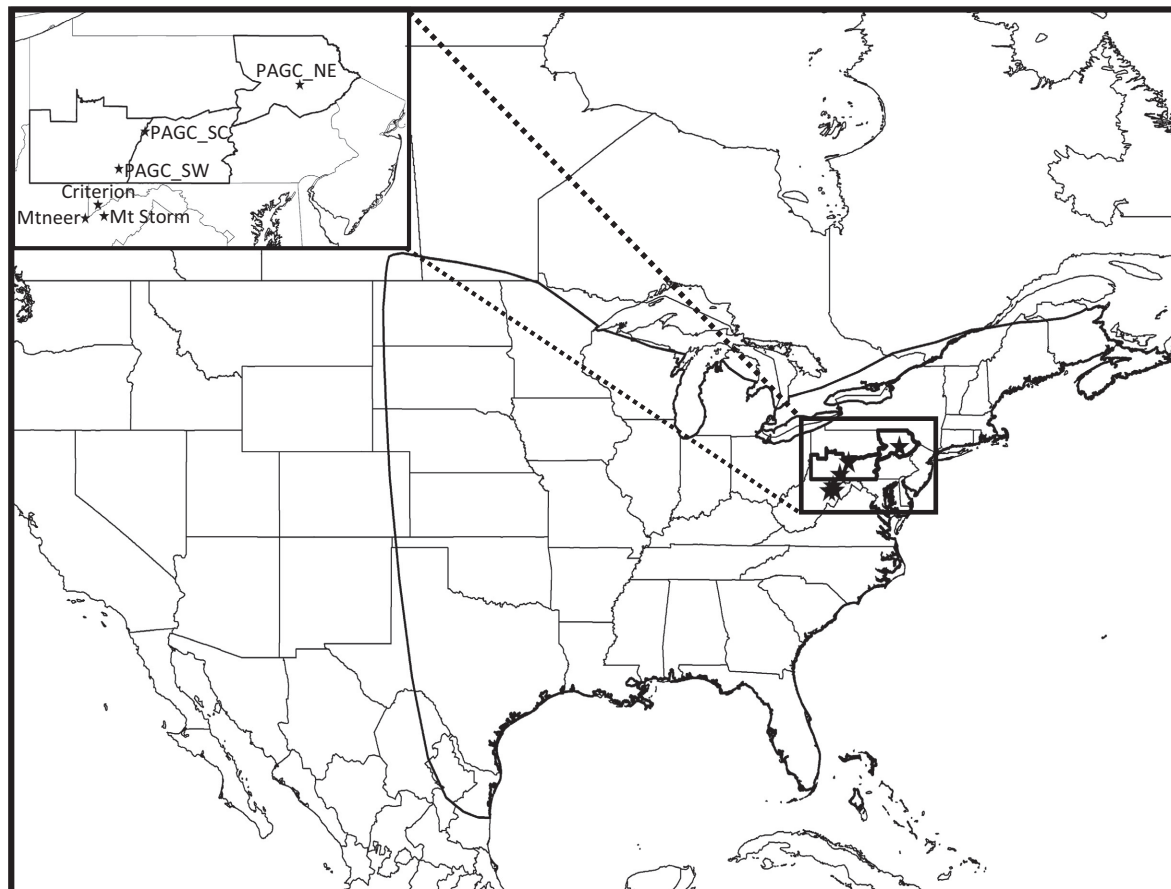 PAGC_NE
PAGC_SC
PAGC_SW
Criterion
Mtneer
Mt Storm